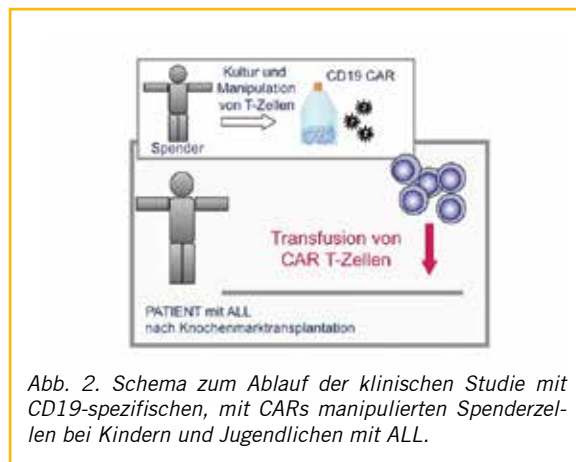 Kultur und
Manipulation
von T-Zellen
CD19 CAR
Spender
Transfusion von
CAR T-Zellen
PATIENT mit ALL
nach Knochenmarktransplantation
Abb. 2. Schema zum Ablauf der klinischen Studie mit
CD19-spezifischen, mit CARs manipulierten Spenderzel-
len bei Kindern und Jugendlichen mit ALL.